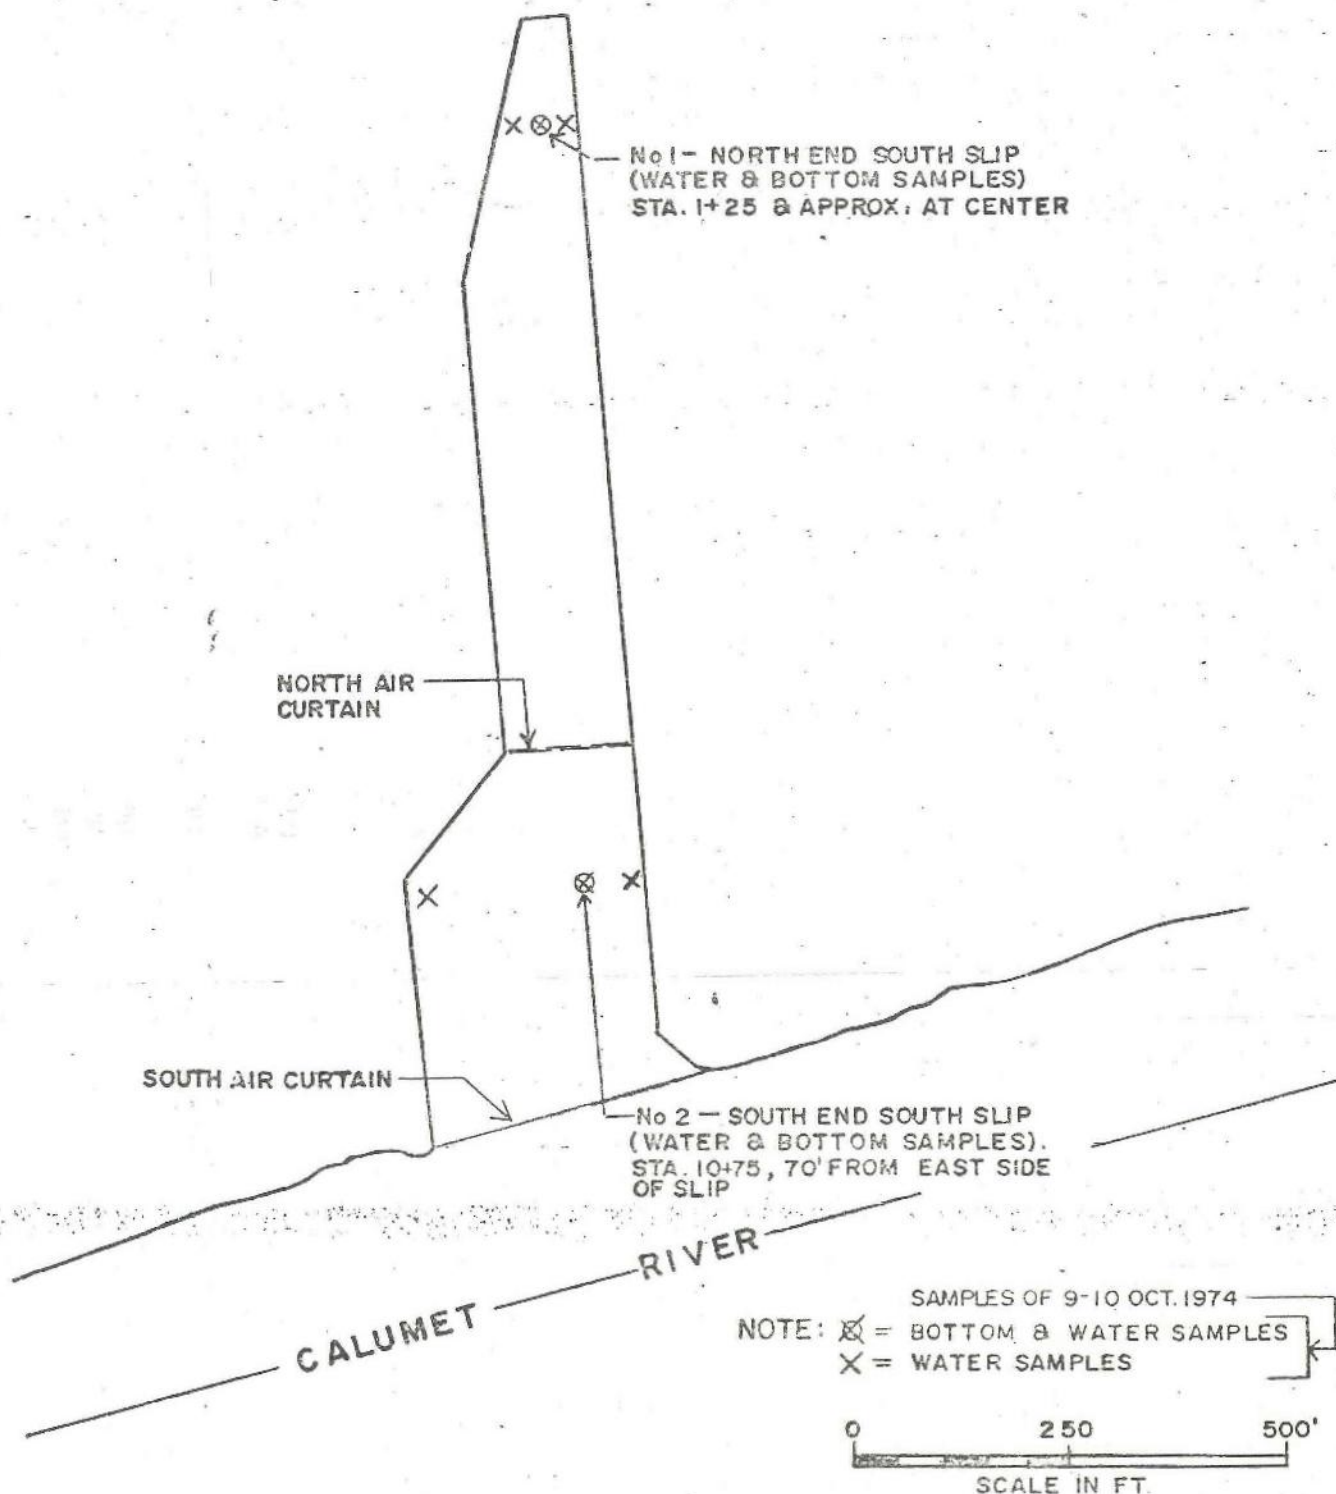 No 1- NORTH END SOUTH SLIP
(WATER & BOTTOM SAMPLES)
STA. 1+25 & APPROX. AT CENTER
NORTH AIR
CURTAIN
SOUTH AIR CURTAIN
No 2 - SOUTH END SOUTH SLIP
(WATER & BOTTOM SAMPLES).
STA. 10+75, 70' FROM EAST SIDE
OF SLIP
CALUMET RIVER
SAMPLES OF 9-10 OCT. 1974
NOTE: ⊗ = BOTTOM & WATER SAMPLES
X = WATER SAMPLES
0 250 500'
SCALE IN FT.